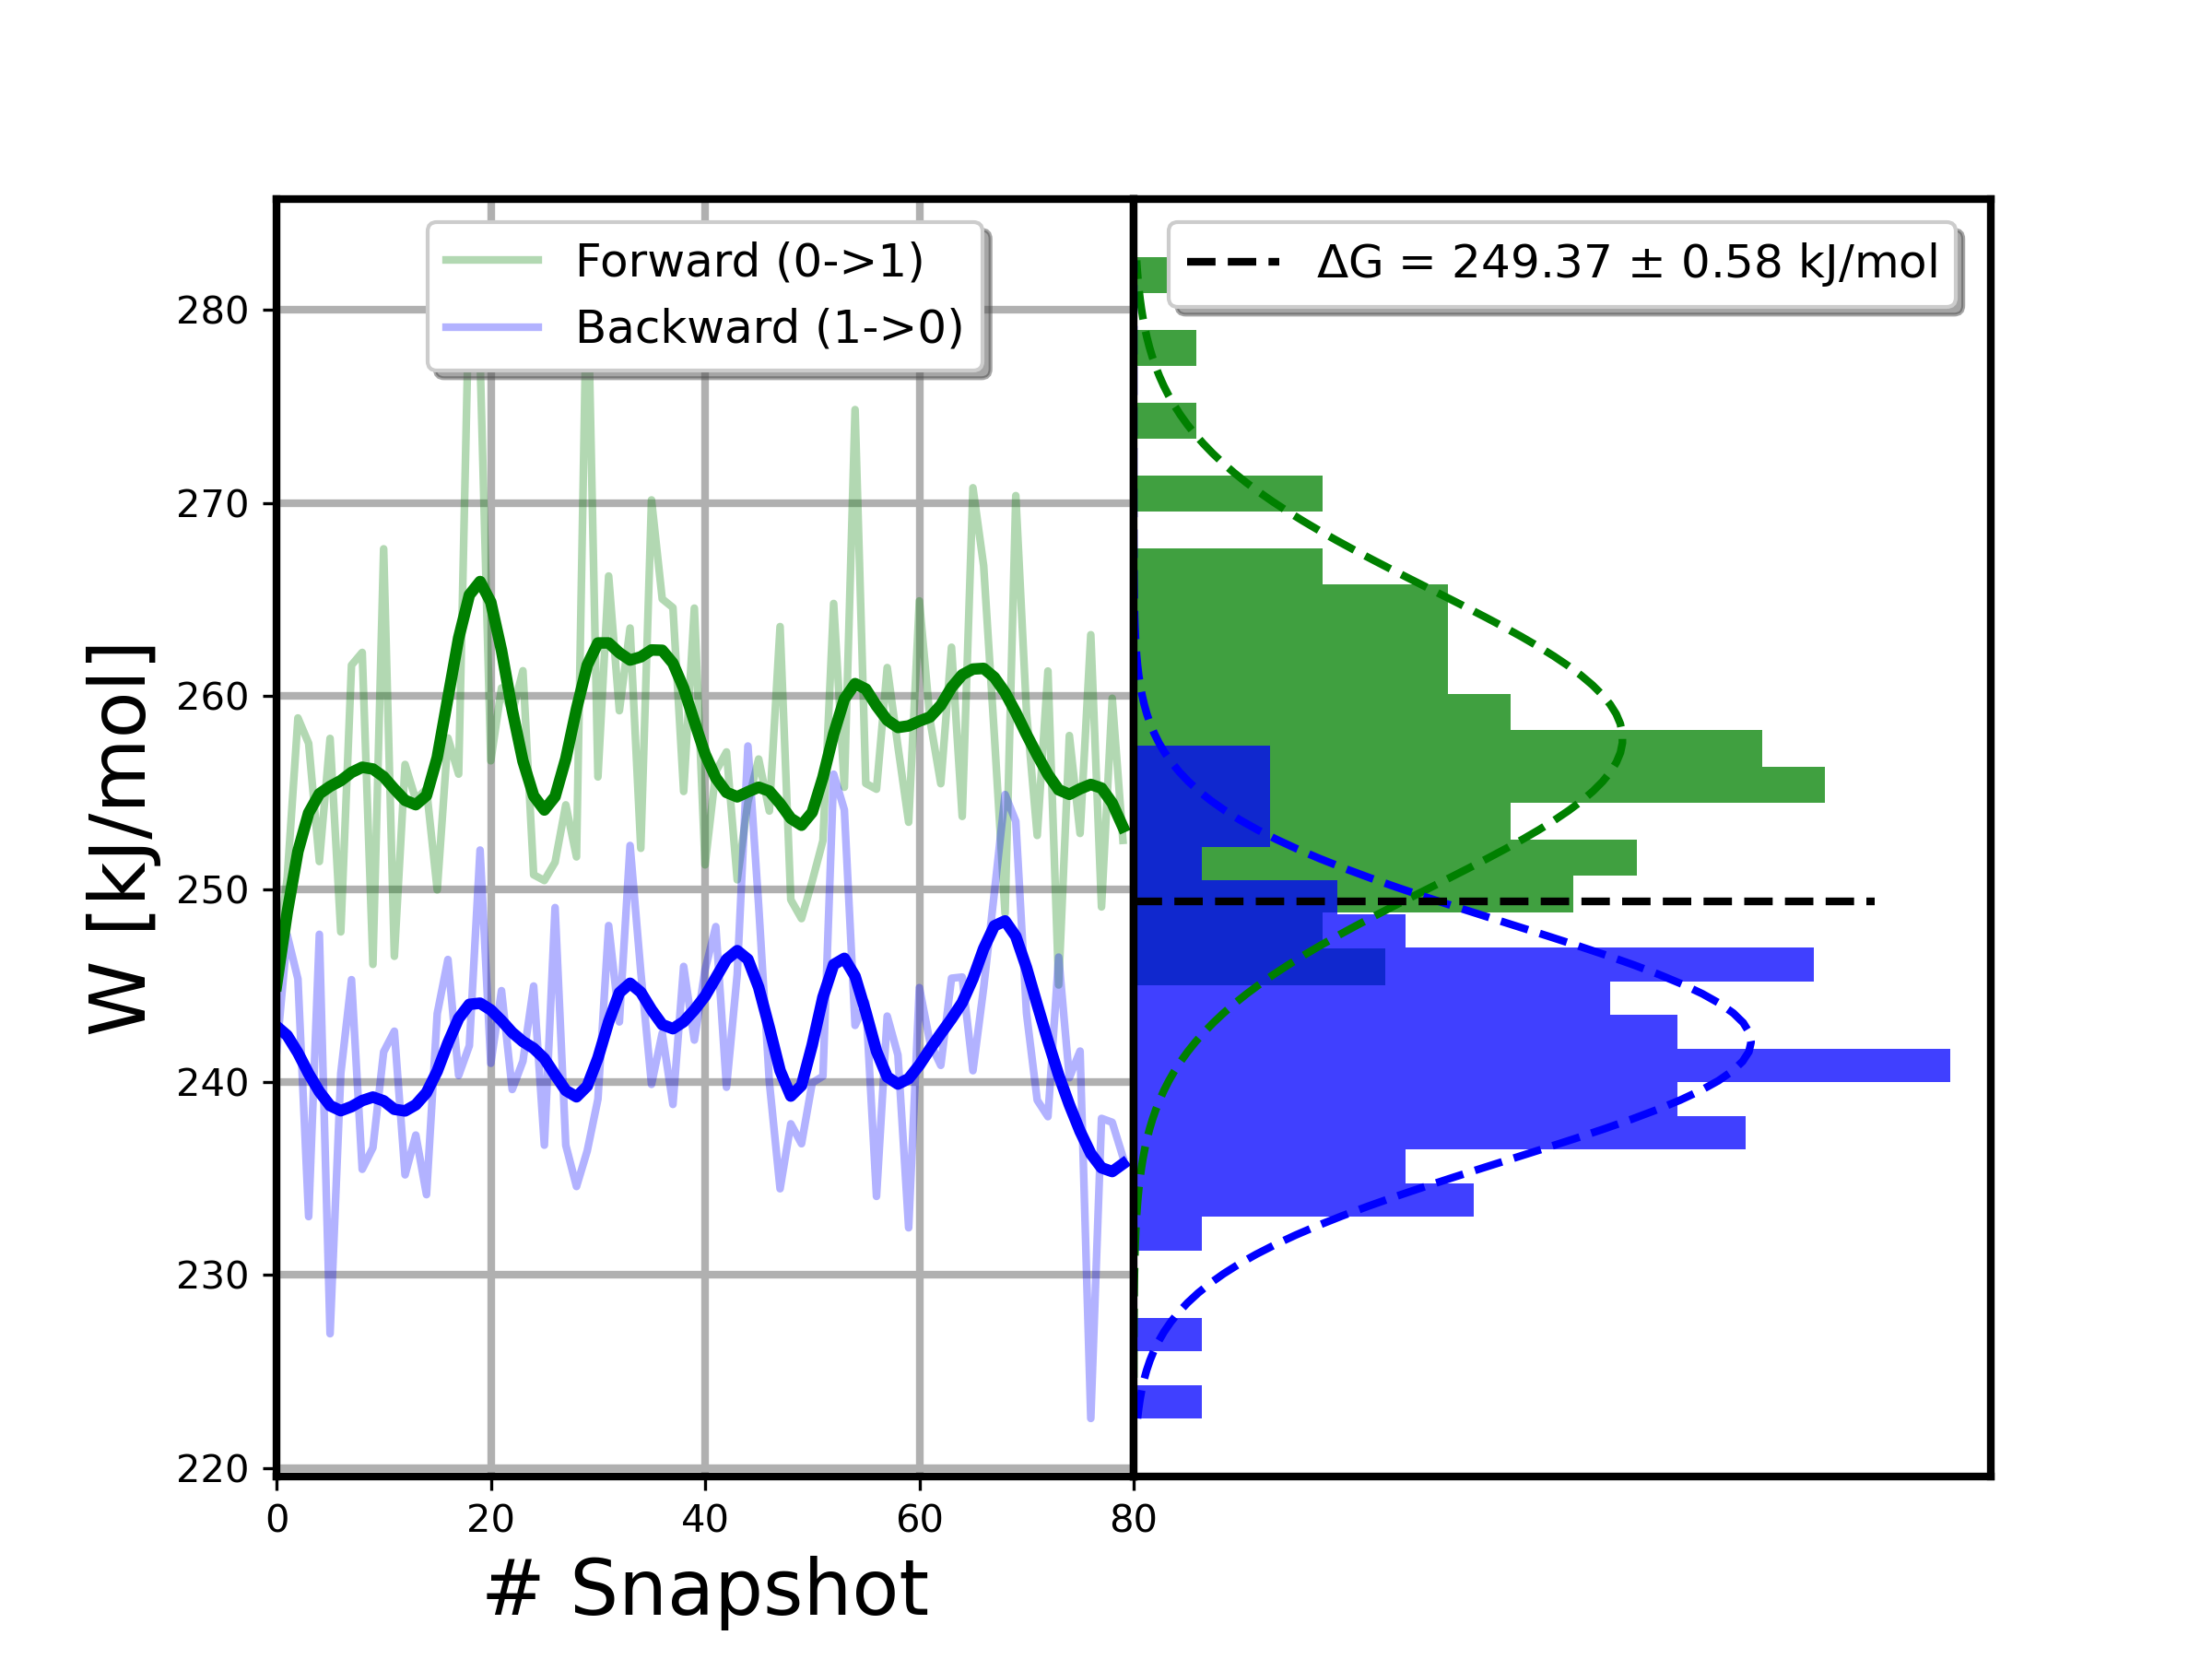 Forward (0->1)
Backward (1->0)
ΔG = 249.37 ± 0.58 kJ/mol
280
270
260
250
240
230
220
W [kJ/mol]
0
20
40
60
80
# Snapshot